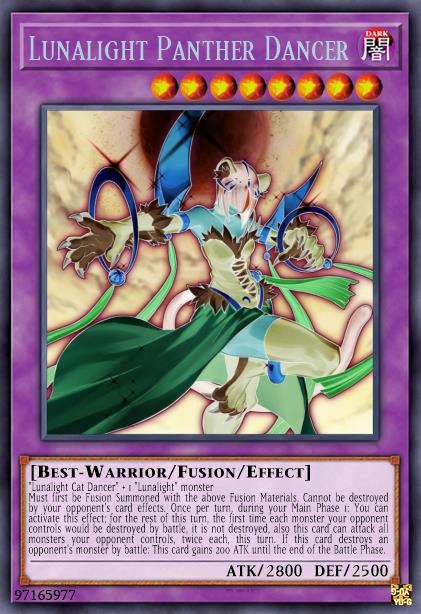 LUNALIGHT PANTHER DANCER
DARK
闇
[BEST-WARRIOR/FUSION/EFFECT]
"Lunalight Cat Dancer" + 1 "Lunalight" monster
Must first be Fusion Summoned with the above Fusion Materials. Cannot be destroyed
by your opponent's card effects. Once per turn, during your Main Phase 1: You can
activate this effect; for the rest of this turn, the first time each monster your opponent
controls would be destroyed by battle, it is not destroyed, also this card can attack all
monsters your opponent controls, twice each, this turn. If this card destroys an
opponent's monster by battle: This card gains 200 ATK until the end of the Battle Phase.
ATK/2800 DEF/2500
97165977